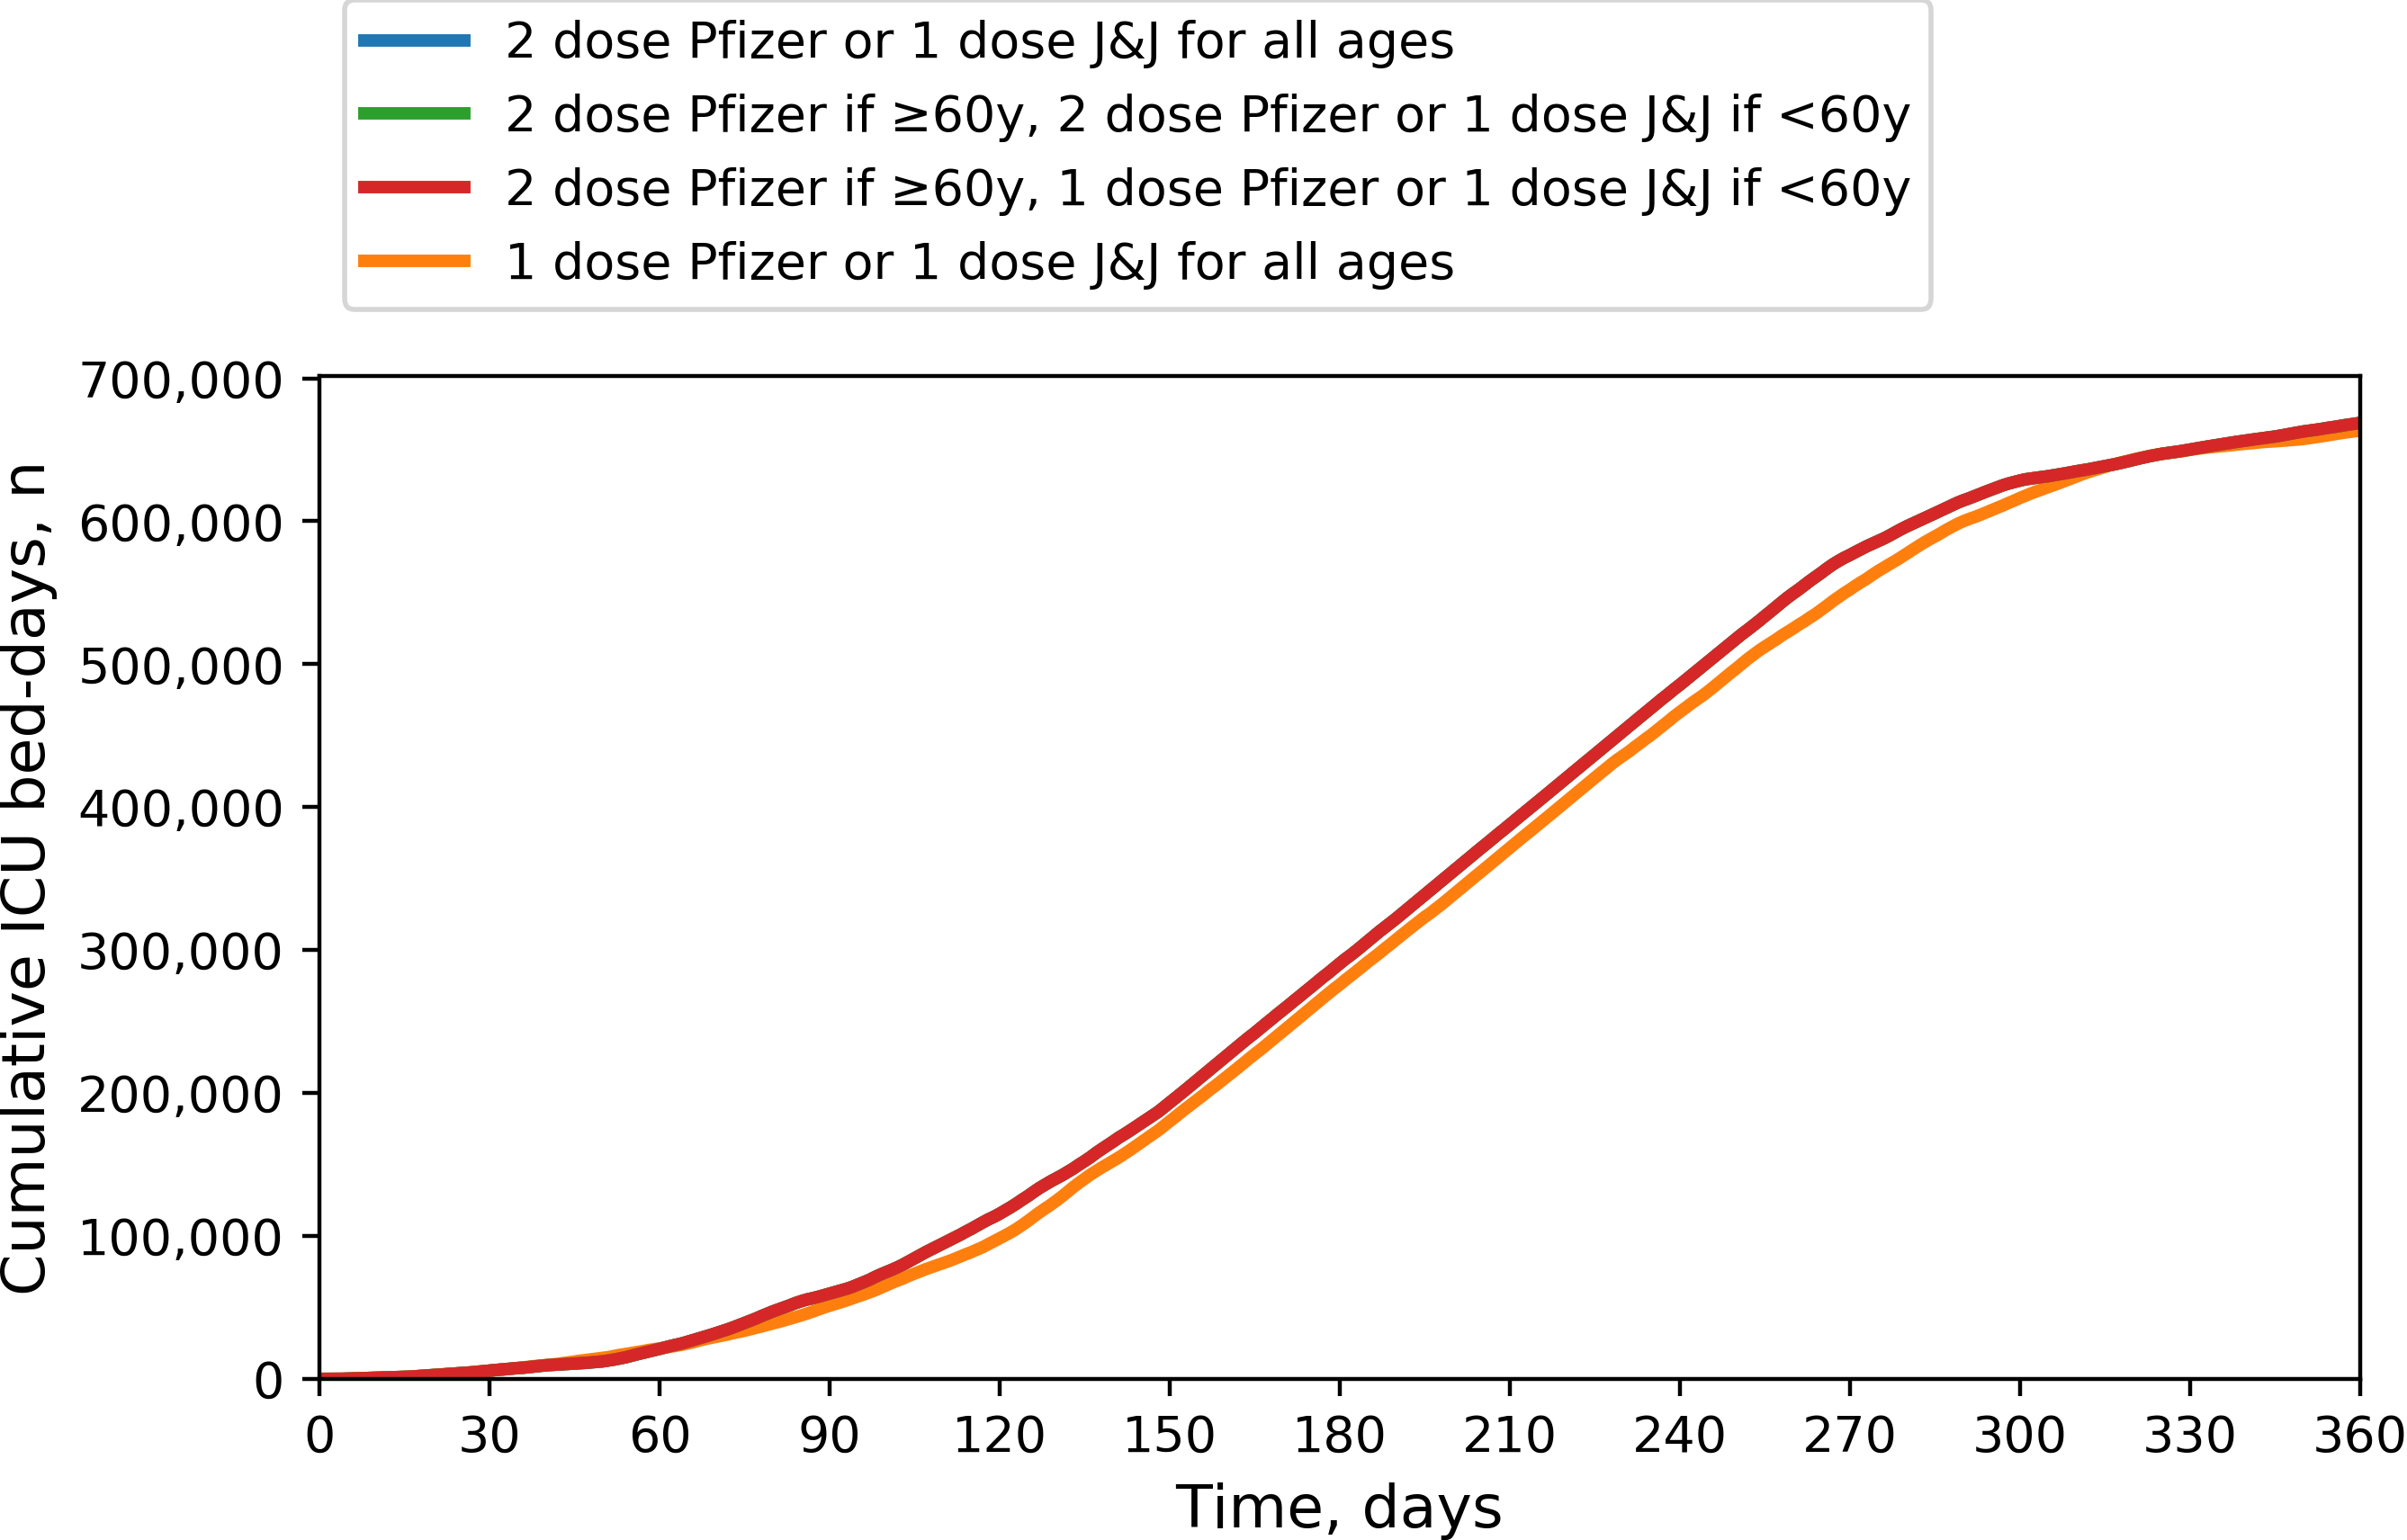 2 dose Pfizer or 1 dose J&J for all ages
2 dose Pfizer if ≥60y, 2 dose Pfizer or 1 dose J&J if <60y
2 dose Pfizer if ≥60y, 1 dose Pfizer or 1 dose J&J if <60y
1 dose Pfizer or 1 dose J&J for all ages
Cumulative ICU bed-days, n
700,000
600,000
500,000
400,000
300,000
200,000
100,000
0
0 30 60 90 120 150 180 210 240 270 300 330 360
Time, days